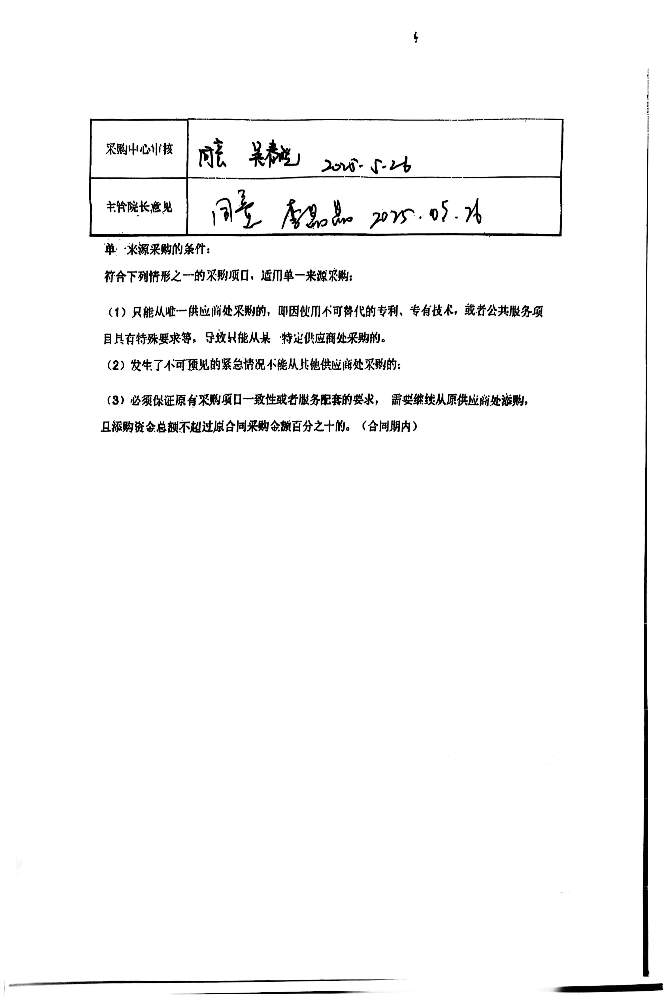 采购中心审核
同意 吴春艳 2025-5-26
主管院长意见
同意 李晶晶 2025.05.26
单一来源采购的条件：
符合下列情形之一的采购项目，适用单一来源采购：
（1）只能从唯一供应商处采购的，即因使用不可替代的专利、专有技术，或者公共服务项
目具有特殊要求等，导致只能从某一特定供应商处采购的。
（2）发生了不可预见的紧急情况不能从其他供应商处采购的；
（3）必须保证原有采购项目一致性或者服务配套的要求，需要继续从原供应商处添购，
且添购资金总额不超过原合同采购金额百分之十的。（合同期内）